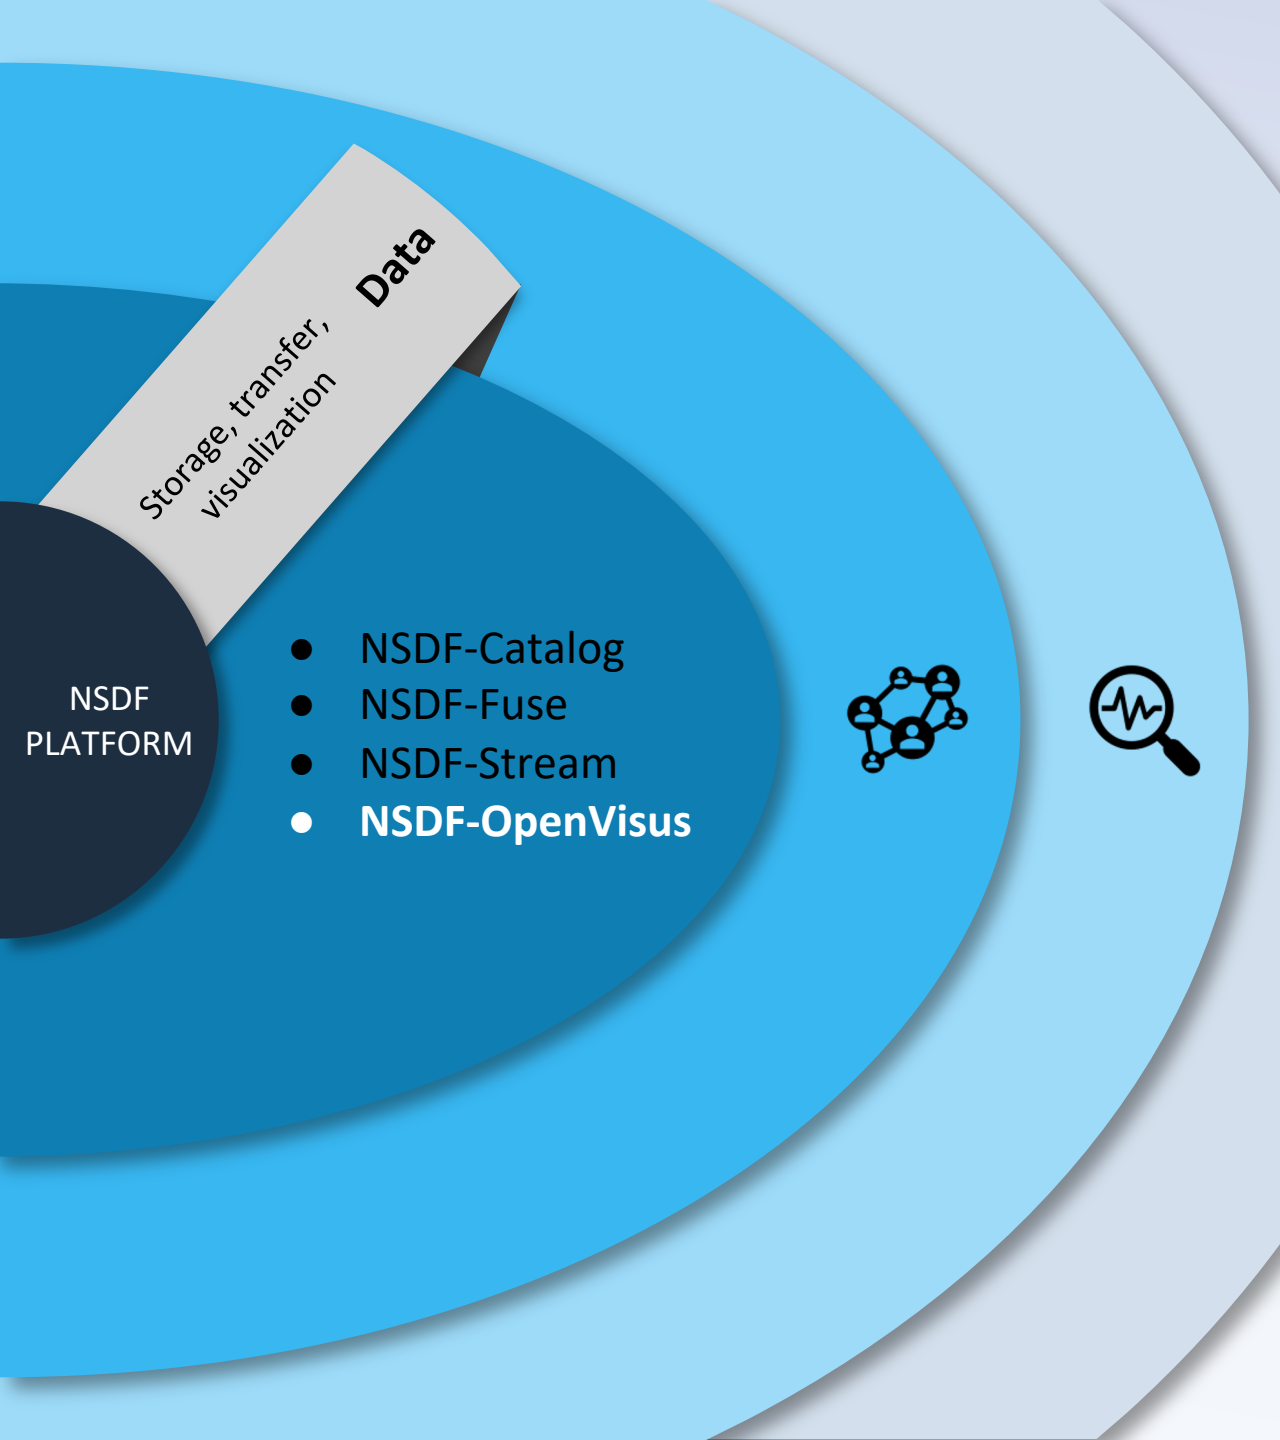 Data
Storage, transfer,
visualization
NSDF
PLATFORM
● NSDF-Catalog
● NSDF-Fuse
● NSDF-Stream
● NSDF-OpenVisus